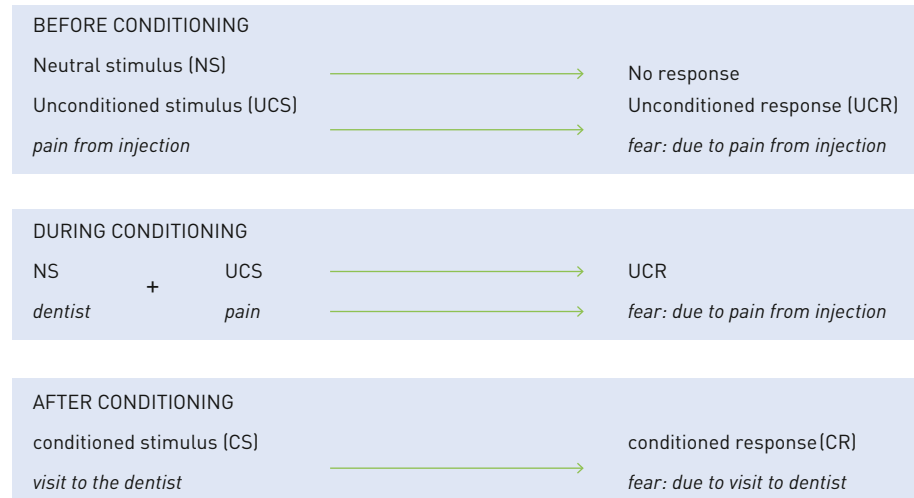 BEFORE CONDITIONING
Neutral stimulus (NS) No response
Unconditioned stimulus (UCS) Unconditioned response (UCR)
pain from injection fear: due to pain from injection
DURING CONDITIONING
NS + UCS UCR
dentist pain fear: due to pain from injection
AFTER CONDITIONING
conditioned stimulus (CS) conditioned response(CR)
visit to the dentist fear: due to visit to dentist